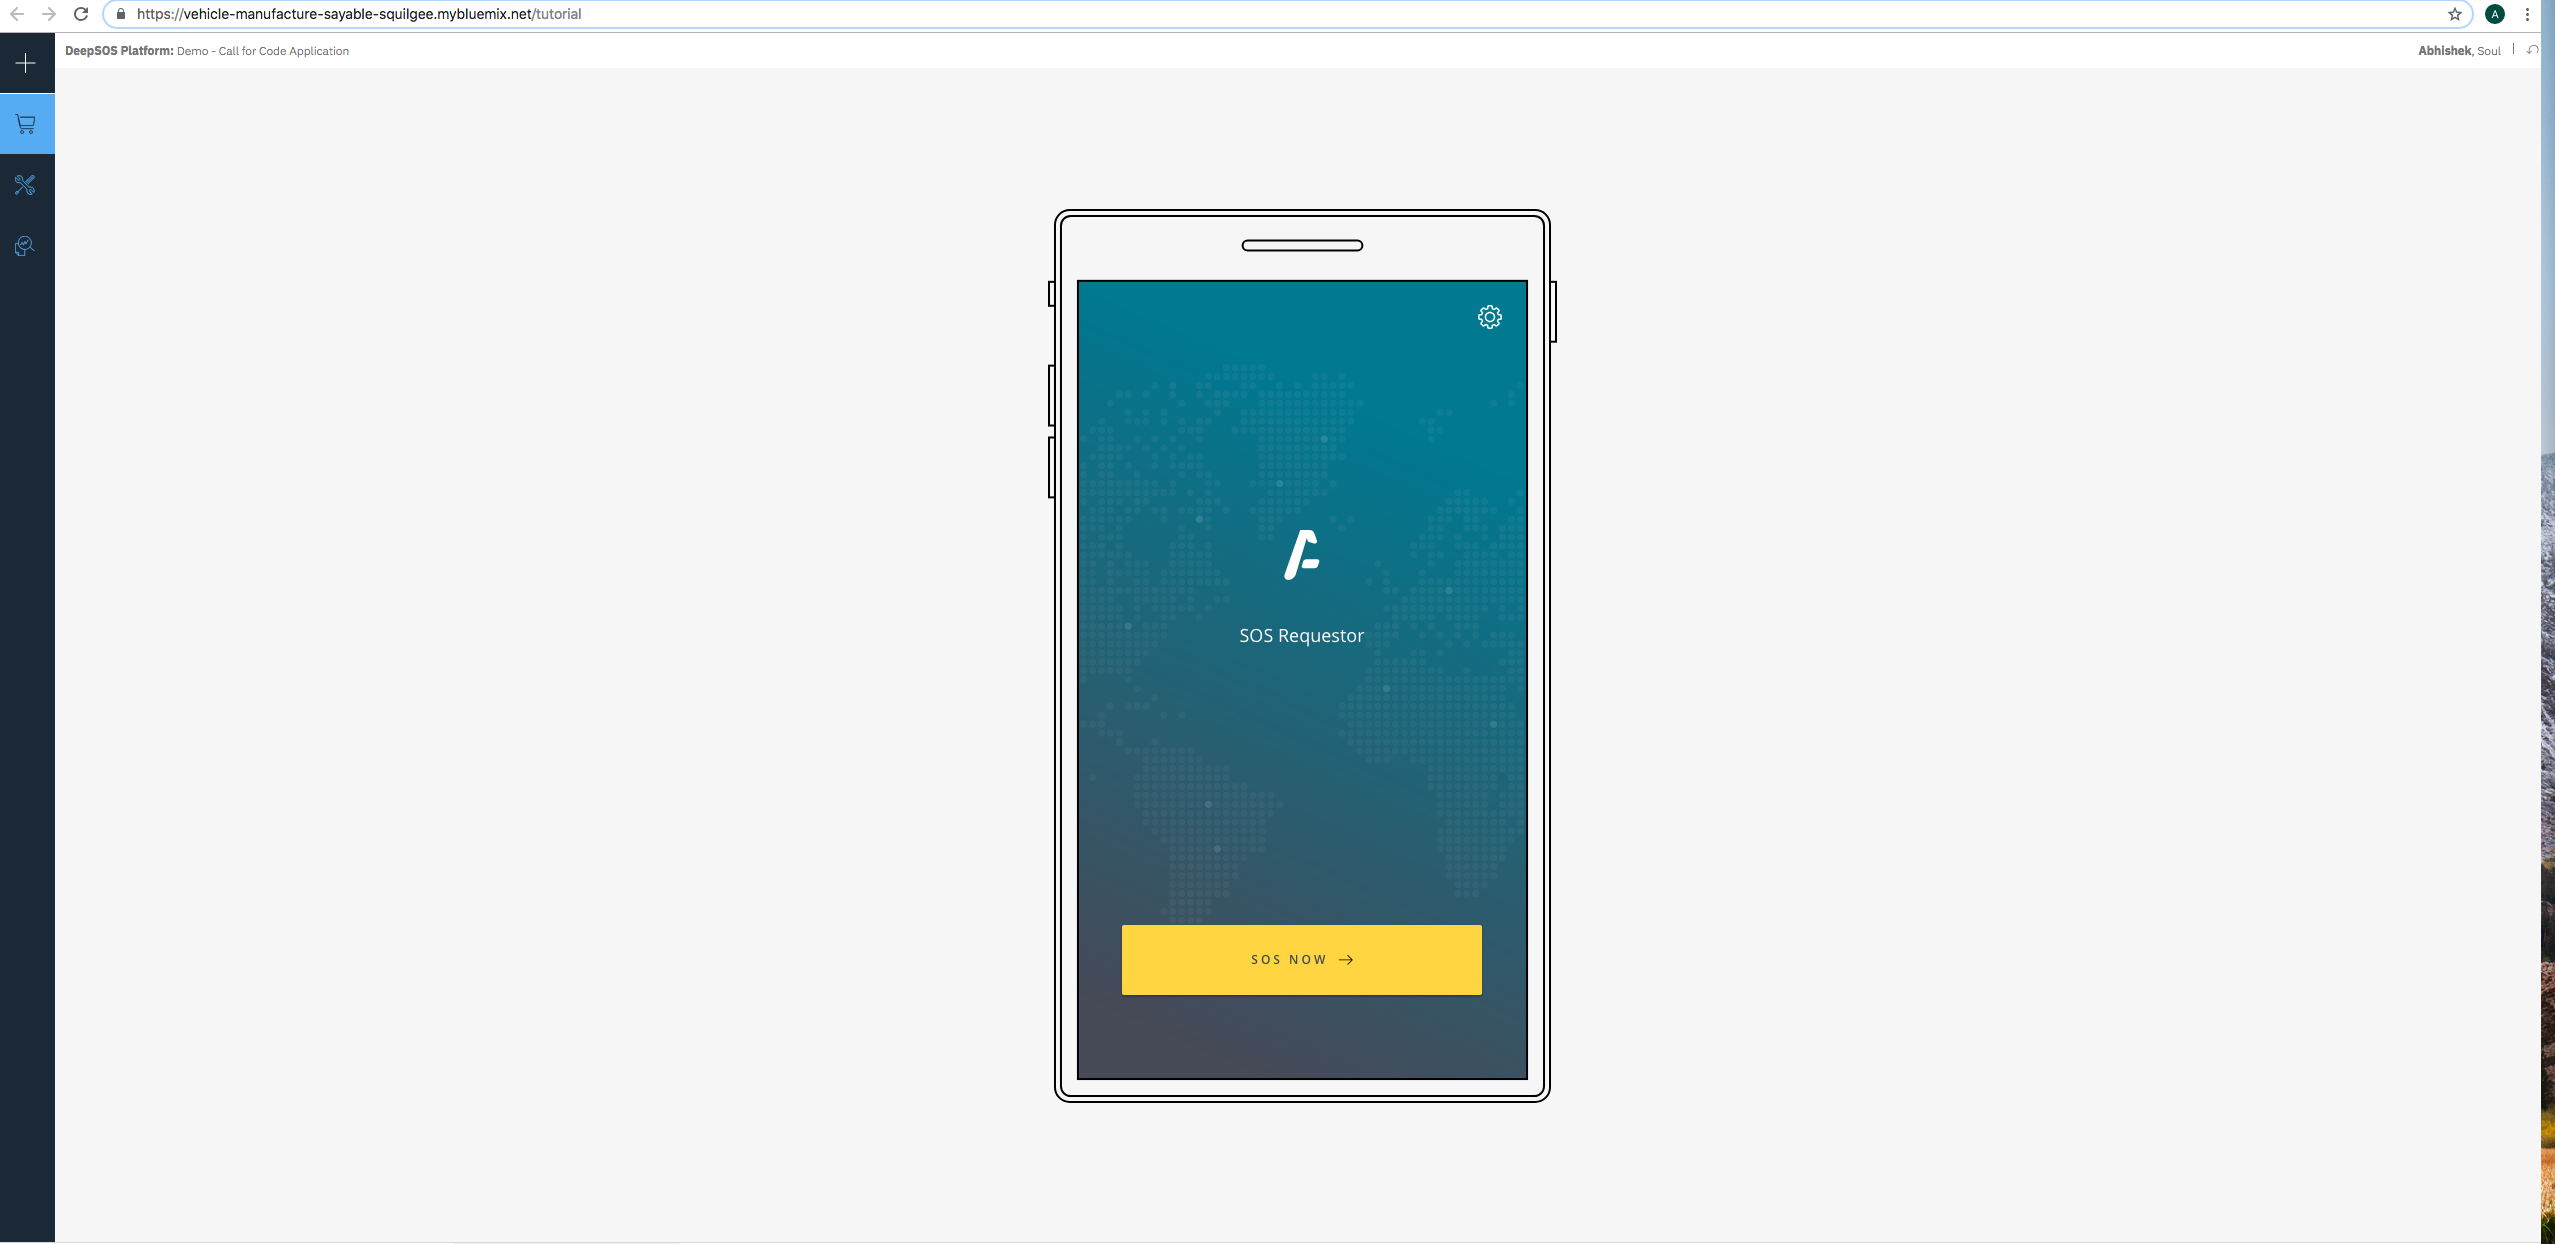 https://vehicle-manufacture-sayable-squilgee.mybluemix.net/tutorial
A
DeepSOS Platform: Demo - Call for Code Application
Abhishek, Soul
SOS Requestor
SOS NOW